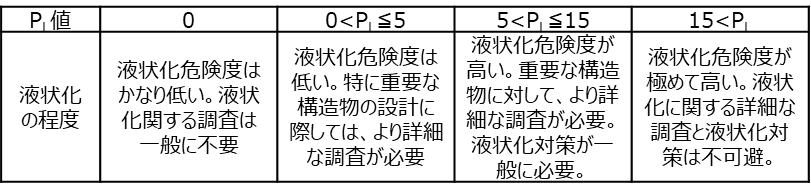 PL値 0 0<PL≦5 5<PL≦15 15<PL
液状化
の程度
液状化危険度は
かなり低い。液状
化関する調査は
一般に不要
液状化危険度は
低い。特に重要な
構造物の設計に
際しては、より詳細
な調査が必要
液状化危険度が
高い。重要な構造
物に対して、より詳
細な調査が必要。
液状化対策が一
般に必要。
液状化危険度が
極めて高い。液状
化に関する詳細な
調査と液状化対
策は不可避。